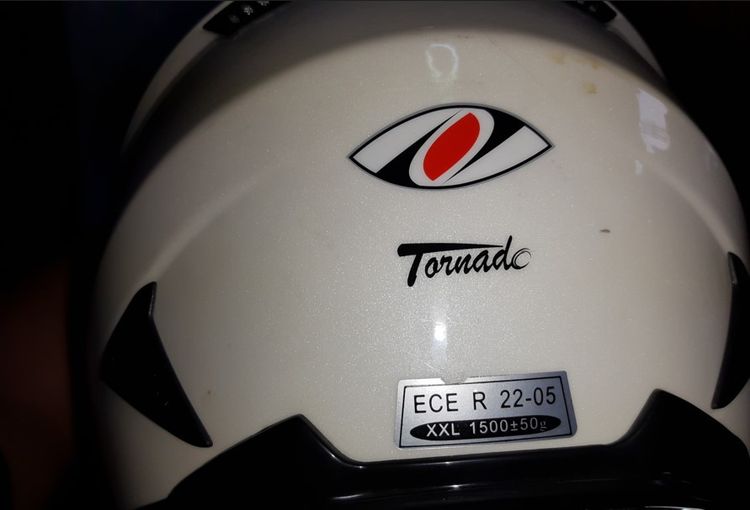 Tornado
ECE R 22-05
XXL 1500±50g